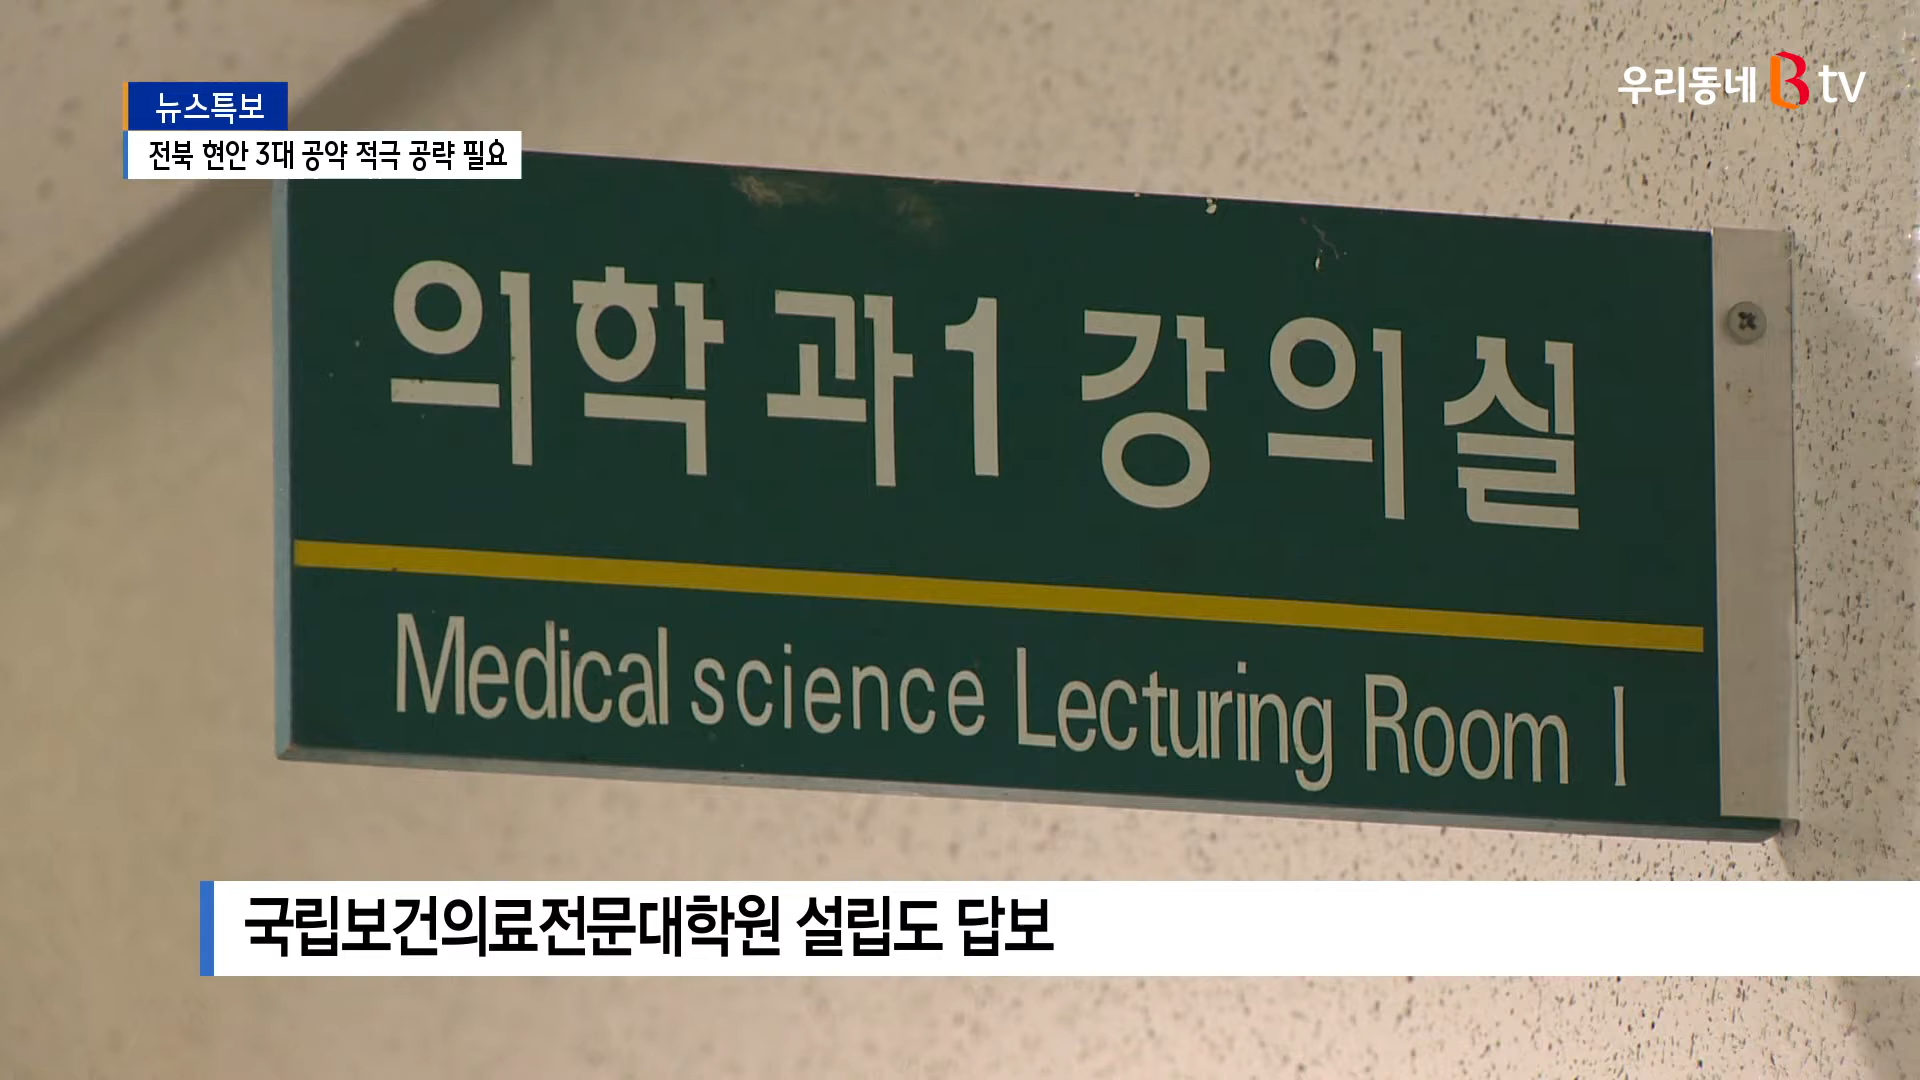 우리동네 B tv
뉴스특보
전북 현안 3대 공약 적극 공략 필요
의학과1 강의실
Medical science Lecturing Room I
국립보건의료전문대학원 설립도 답보